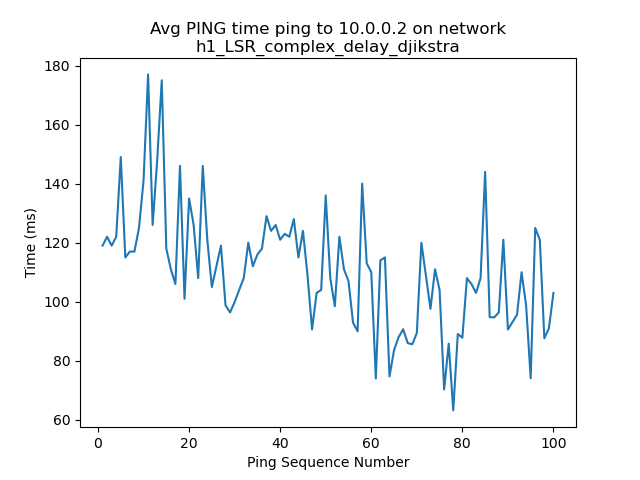 Avg PING time ping to 10.0.0.2 on network
h1_LSR_complex_delay_djikstra
180
160
140
120
100
80
60
Time (ms)
0 20 40 60 80 100
Ping Sequence Number